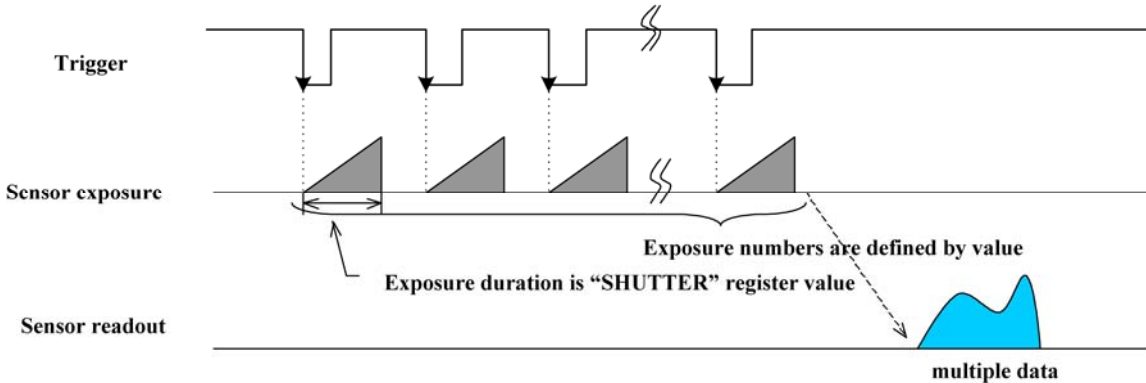 Trigger
Sensor exposure
Exposure numbers are defined by value
Exposure duration is “SHUTTER” register value
Sensor readout
multiple data